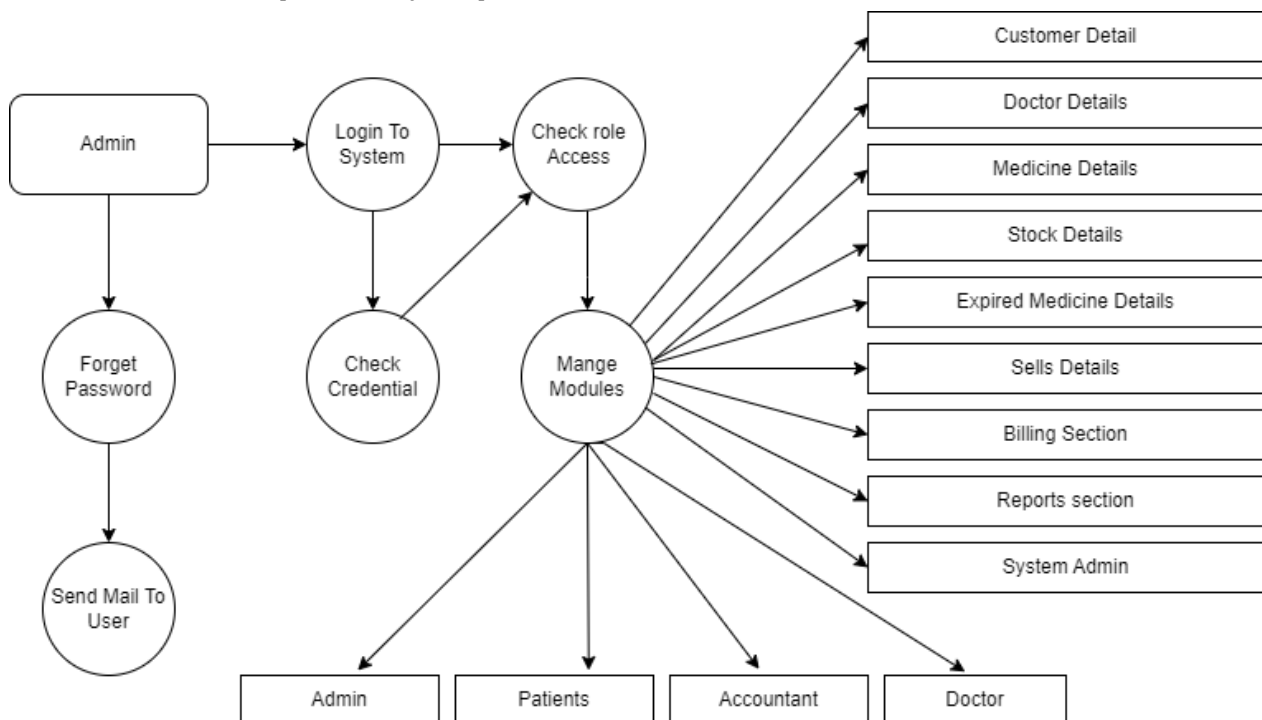 Customer Detail
Doctor Details
Admin
Login To
System
Check role
Access
Medicine Details
Stock Details
Expired Medicine Details
Forget
Password
Check
Credential
Mange
Modules
Sells Details
Billing Section
Reports section
System Admin
Send Mail To
User
Admin
Patients
Accountant
Doctor